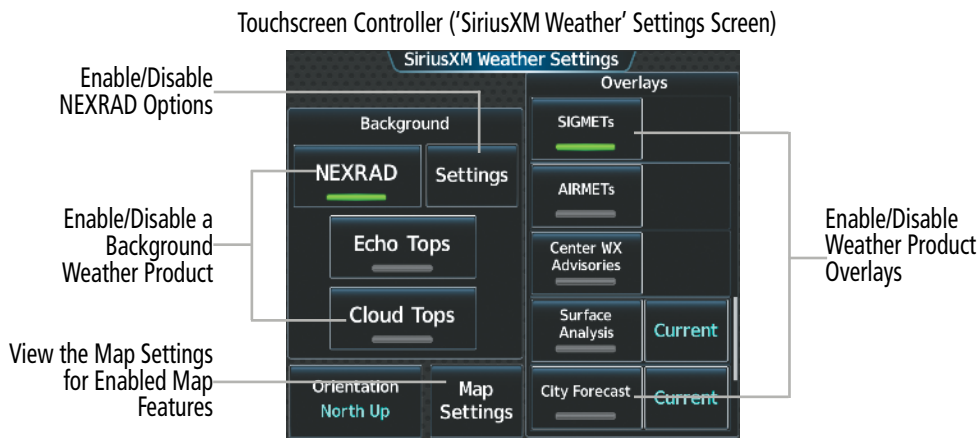 Touchscreen Controller ('SiriusXM Weather' Settings Screen)
Enable/Disable
NEXRAD Options
Enable/Disable a
Background
Weather Product
View the Map Settings
for Enabled Map
Features
SiriusXM Weather Settings
Background
NEXRAD
Settings
Echo Tops
Cloud Tops
Orientation
North Up
Map
Settings
Overlays
SIGMETs
AIRMETs
Center WX
Advisories
Surface
Analysis
Current
City Forecast
Current
Enable/Disable
Weather Product
Overlays